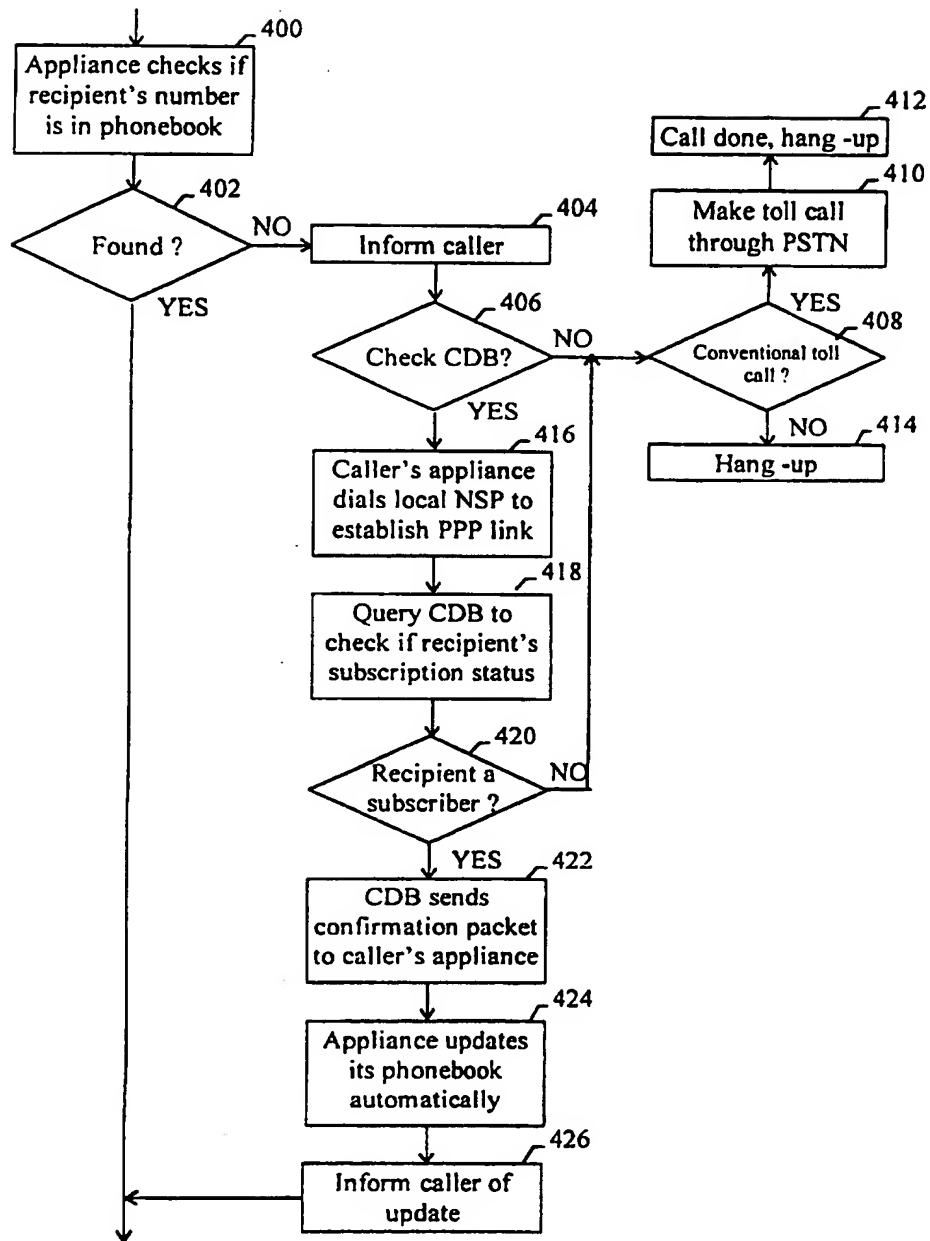 400
Appliance checks if
recipient's number
is in phonebook
402
Found ?
NO
YES
404
Inform caller
406
Check CDB?
NO
YES
412
Call done, hang -up
410
Make toll call
through PSTN
YES
408
Conventional toll
call ?
NO
414
Hang -up
416
Caller's appliance
dials local NSP to
establish PPP link
418
Query CDB to
check if recipient's
subscription status
420
Recipient a
subscriber ?
NO
YES
422
CDB sends
confirmation packet
to caller's appliance
424
Appliance updates
its phonebook
automatically
426
Inform caller of
update